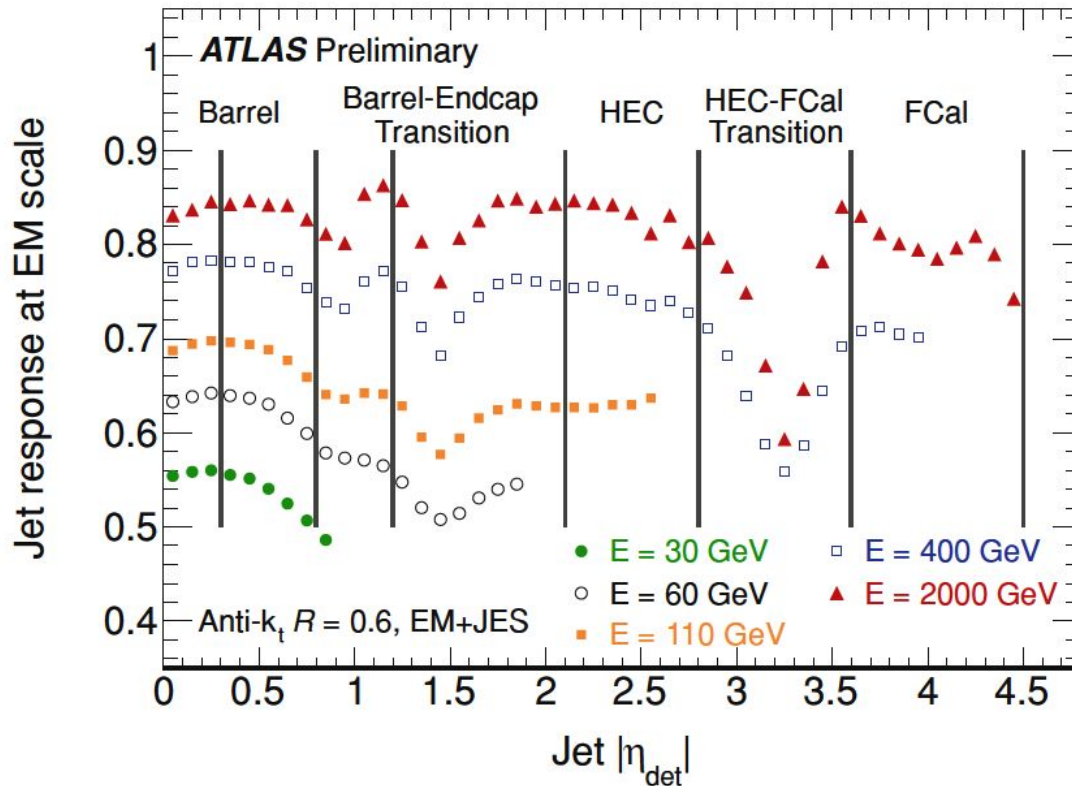 ATLAS Preliminary
Barrel
Barrel-Endcap
Transition
HEC
HEC-FCal
Transition
FCal
Jet response at EM scale
1
0.9
0.8
0.7
0.6
0.5
0.4
E = 30 GeV
E = 60 GeV
E = 110 GeV
E = 400 GeV
E = 2000 GeV
Anti-kt R = 0.6, EM+JES
0 0.5 1 1.5 2 2.5 3 3.5 4 4.5
Jet |ηdet|